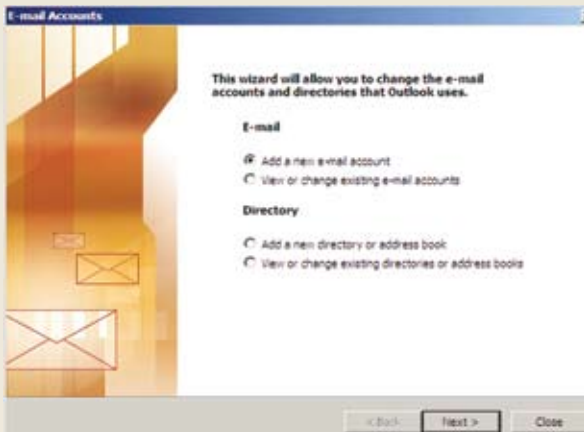 E-mail Accounts
This wizard will allow you to change the e-mail
accounts and directories that Outlook uses.
E-mail
Add a new e-mail account
View or change existing e-mail accounts
Directory
Add a new directory or address book
View or change existing directories or address books
< Back
Next >
Close